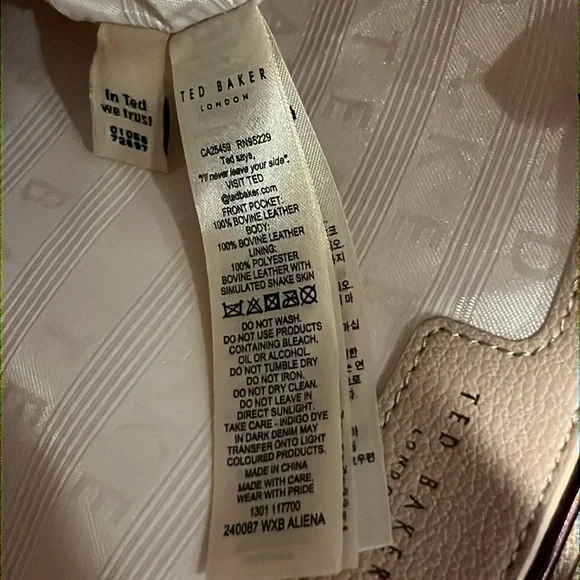 In Ted
we trust
TED BAKER
LONDON
CA25459 RN95229
Ted says,
"I'll never leave your side".
VISIT TED
@tedbaker.com
FRONT POCKET:
100% BOVINE LEATHER
BODY:
100% BOVINE LEATHER
LINING:
100% POLYESTER
BOVINE LEATHER WITH
SIMULATED SNAKE SKIN
DO NOT WASH.
DO NOT USE PRODUCTS
CONTAINING BLEACH,
OIL OR ALCOHOL.
DO NOT TUMBLE DRY
DO NOT IRON.
DO NOT DRY CLEAN.
DO NOT LEAVE IN
DIRECT SUNLIGHT.
TAKE CARE - INDIGO DYE
IN DARK DENIM MAY
TRANSFER ONTO LIGHT
COLOURED PRODUCTS.
MADE IN CHINA
MADE WITH CARE,
WEAR WITH PRIDE
1301 117700
240087 WXB ALIENA
TED BAKER
LONDON